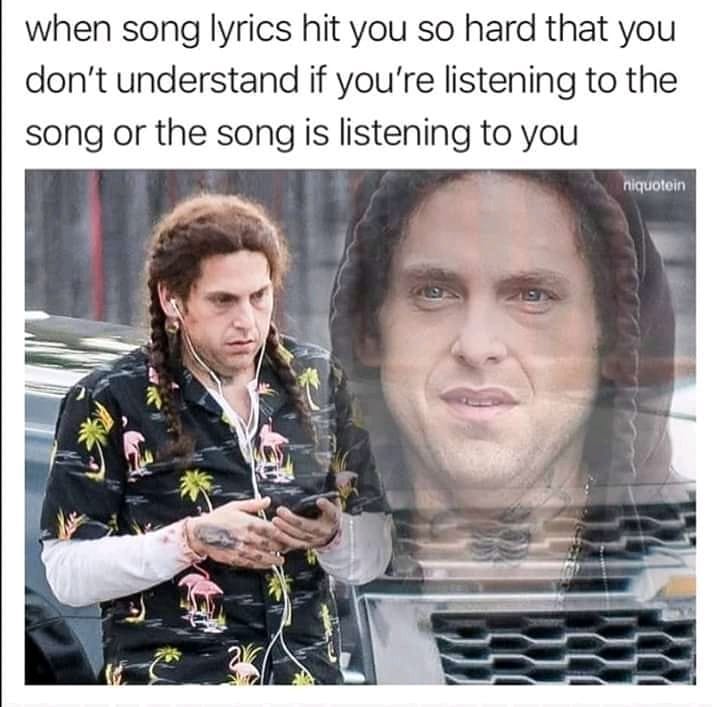 when song lyrics hit you so hard that you
don't understand if you're listening to the
song or the song is listening to you
niquotein